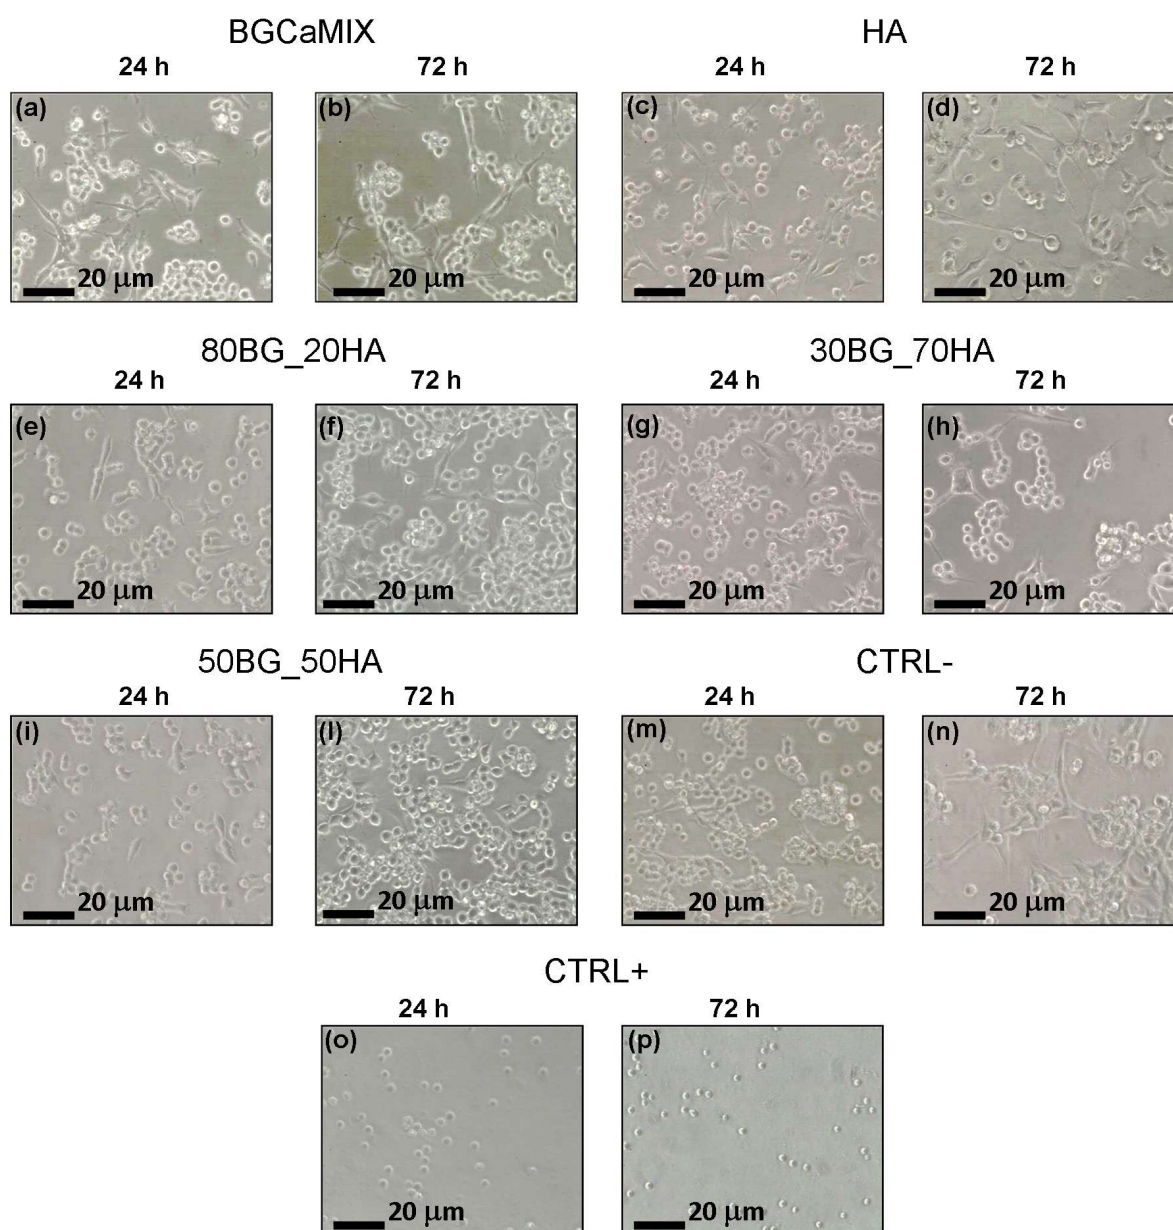 BGCaMIX HA
24 h 72 h 24 h 72 h
(a) (b) (c) (d)
20 μm 20 μm 20 μm 20 μm
80BG_20HA 30BG_70HA
24 h 72 h 24 h 72 h
(e) (f) (g) (h)
20 μm 20 μm 20 μm 20 μm
50BG_50HA CTRL-
24 h 72 h 24 h 72 h
(i) (l) (m) (n)
20 μm 20 μm 20 μm 20 μm
CTRL+
24 h 72 h
(o) (p)
20 μm 20 μm